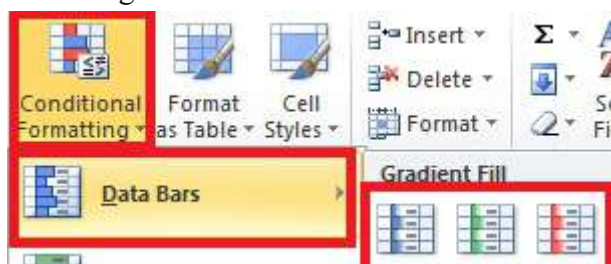 Insert
Delete
Format
Σ
Conditional Formatting
Format as Table
Cell Styles
Data Bars
Gradient Fill